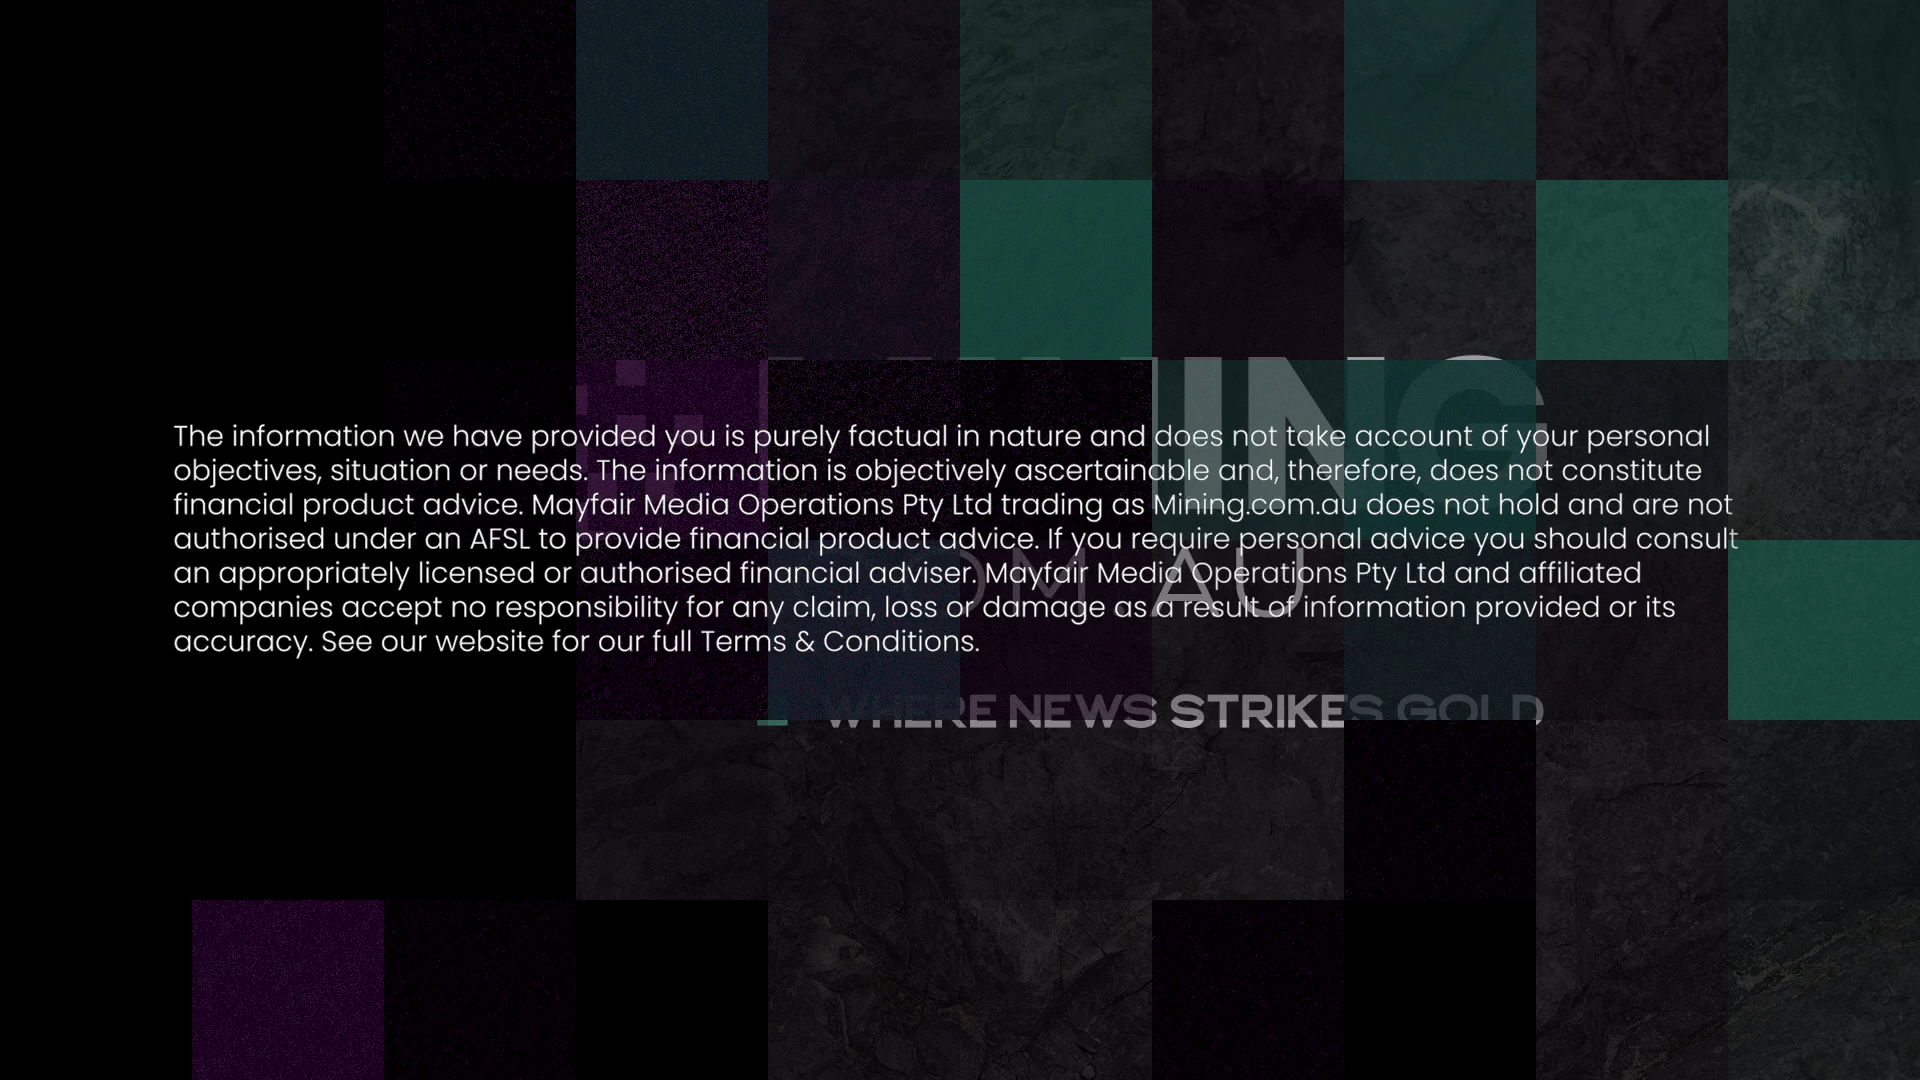 The information we have provided you is purely factual in nature and does not take account of your personal
objectives, situation or needs. The information is objectively ascertainable and, therefore, does not constitute
financial product advice. Mayfair Media Operations Pty Ltd trading as Mining.com.au does not hold and are not
authorised under an AFSL to provide financial product advice. If you require personal advice you should consult
an appropriately licensed or authorised financial adviser. Mayfair Media Operations Pty Ltd and affiliated
companies accept no responsibility for any claim, loss or damage as a result of information provided or its
accuracy. See our website for our full Terms & Conditions.
WHERE NEWS STRIKES GOLD